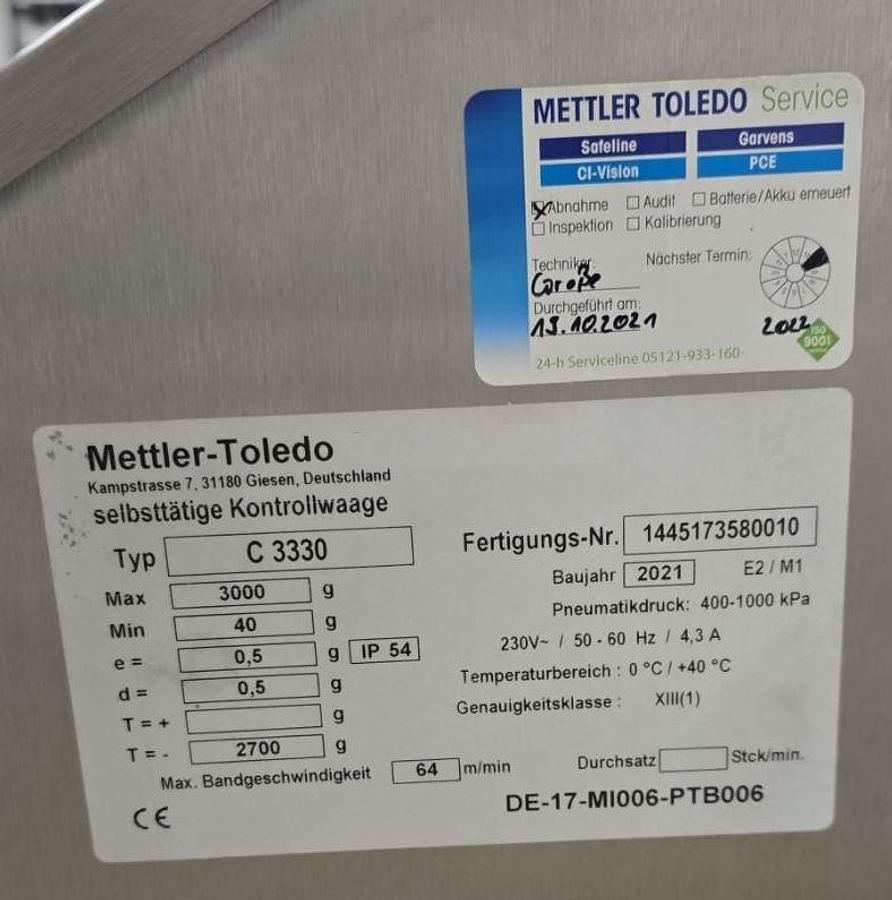 METTLER TOLEDO Service
Safeline Garvens
CI-Vision PCE
Abnahme Audit Batterie/Akku erneuert
Inspektion Kalibrierung
Techniker: Nächster Termin:
Große
Durchgeführt am:
19.10.2021 2022
ISO
9001
24-h Serviceline 05121-933-160
Mettler-Toledo
Kampstrasse 7, 31180 Giesen, Deutschland
selbsttätige Kontrollwaage
Typ C 3330 Fertigungs-Nr. 1445173580010
Max 3000 g Baujahr 2021 E2 / M1
Min 40 g Pneumatikdruck: 400-1000 kPa
e = 0,5 g IP 54 230V~ / 50 - 60 Hz / 4,3 A
d = 0,5 g Temperaturbereich : 0 °C / +40 °C
T = + g Genauigkeitsklasse : XIII(1)
T = - 2700 g
Max. Bandgeschwindigkeit 64 m/min Durchsatz Stck/min.
CE DE-17-MI006-PTB006